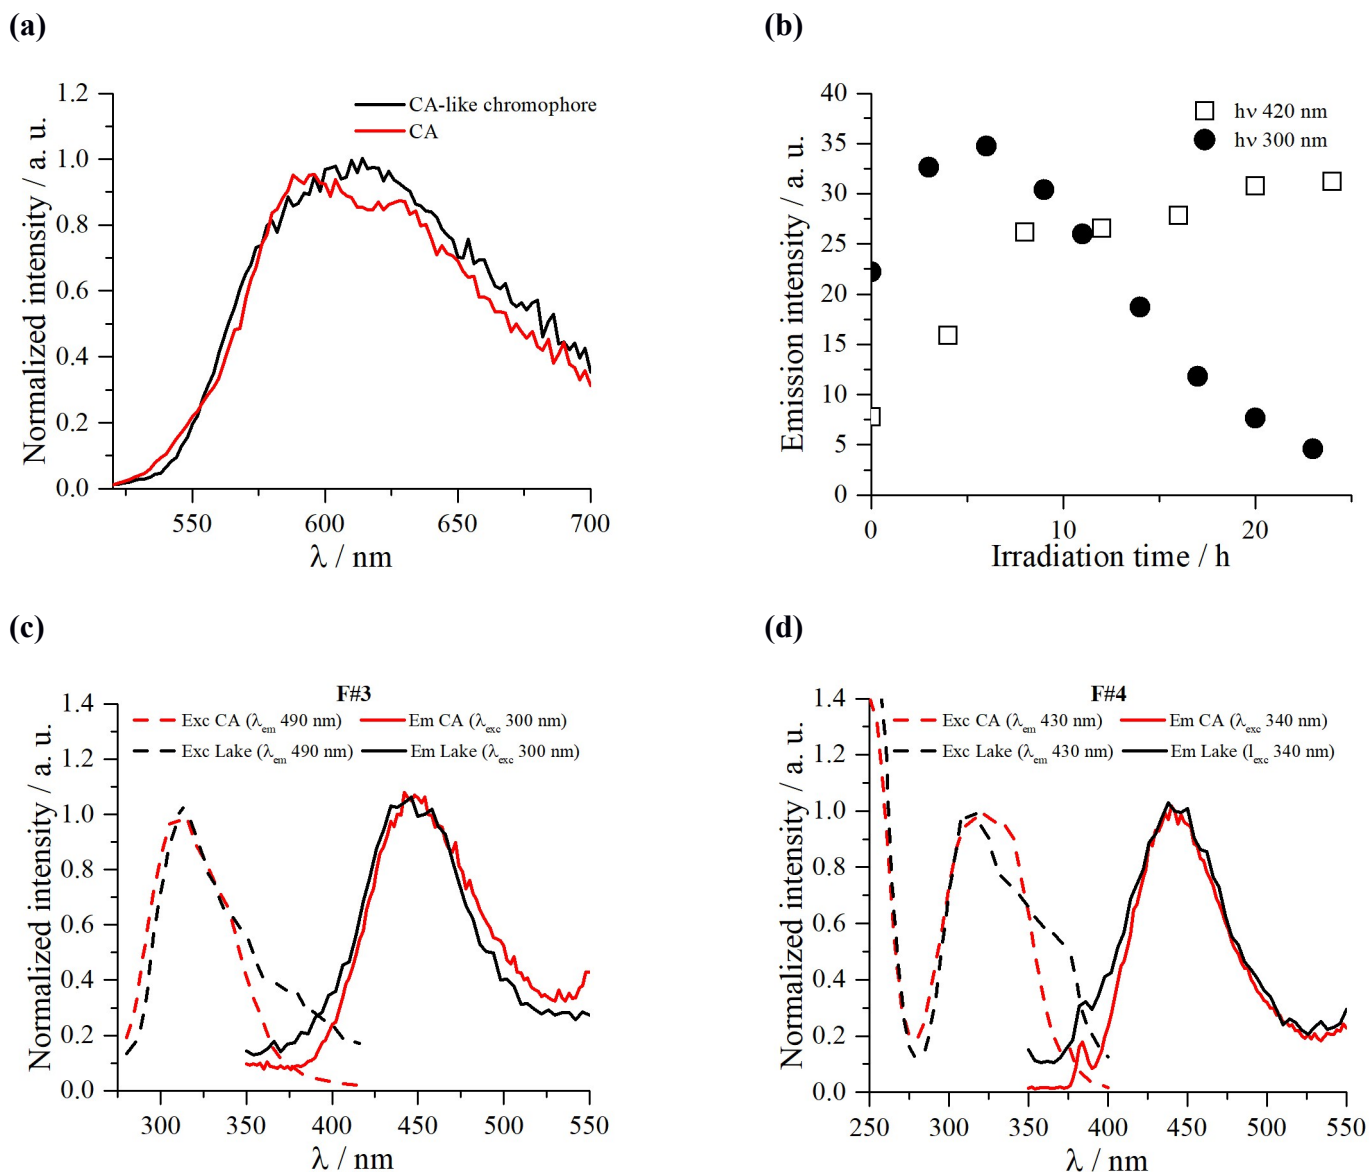 (a)
(b)
1.2
1.0
0.8
0.6
0.4
0.2
0.0
Normalized intensity / a. u.
CA-like chromophore
CA
550 600 650 700
λ / nm
40
35
30
25
20
15
10
5
0
Emission intensity / a. u.
hν 420 nm
hν 300 nm
0 10 20
Irradiation time / h
(c)
(d)
F#3
1.4
1.2
1.0
0.8
0.6
0.4
0.2
0.0
Normalized intensity / a. u.
Exc CA (λem 490 nm) Em CA (λexc 300 nm)
Exc Lake (λem 490 nm) Em Lake (λexc 300 nm)
300 350 400 450 500 550
λ / nm
F#4
1.4
1.2
1.0
0.8
0.6
0.4
0.2
0.0
Normalized intensity / a. u.
Exc CA (λem 430 nm) Em CA (λexc 340 nm)
Exc Lake (λem 430 nm) Em Lake (lexc 340 nm)
250 300 350 400 450 500 550
λ / nm